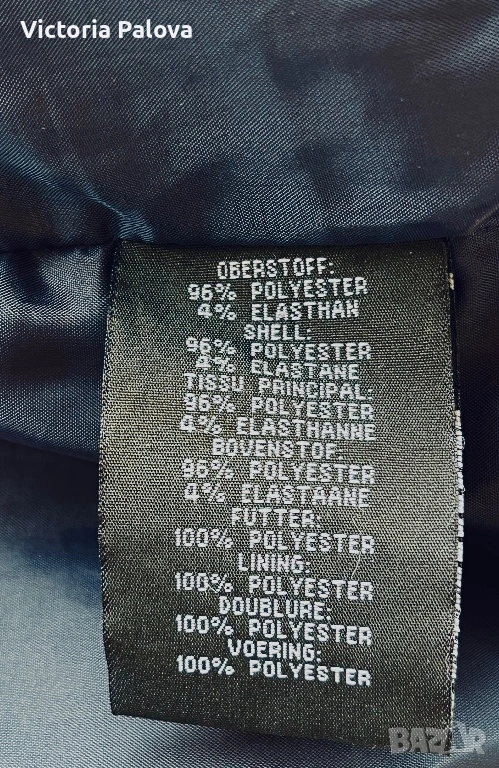 Victoria Palova
OBERSTOFF:
96% POLYESTER
4% ELASTHAN
SHELL:
96% POLYESTER
4% ELASTANE
TISSU PRINCIPAL:
96% POLYESTER
4% ELASTHANNE
BOVENSTOF
96% POLYESTER
4% ELASTAANE
FUTTER:
100% POLYESTER
LINING:
100% POLYESTER
DOUBLURE:
100% POLYESTER
VOERING:
100% POLYESTER
BAZAR